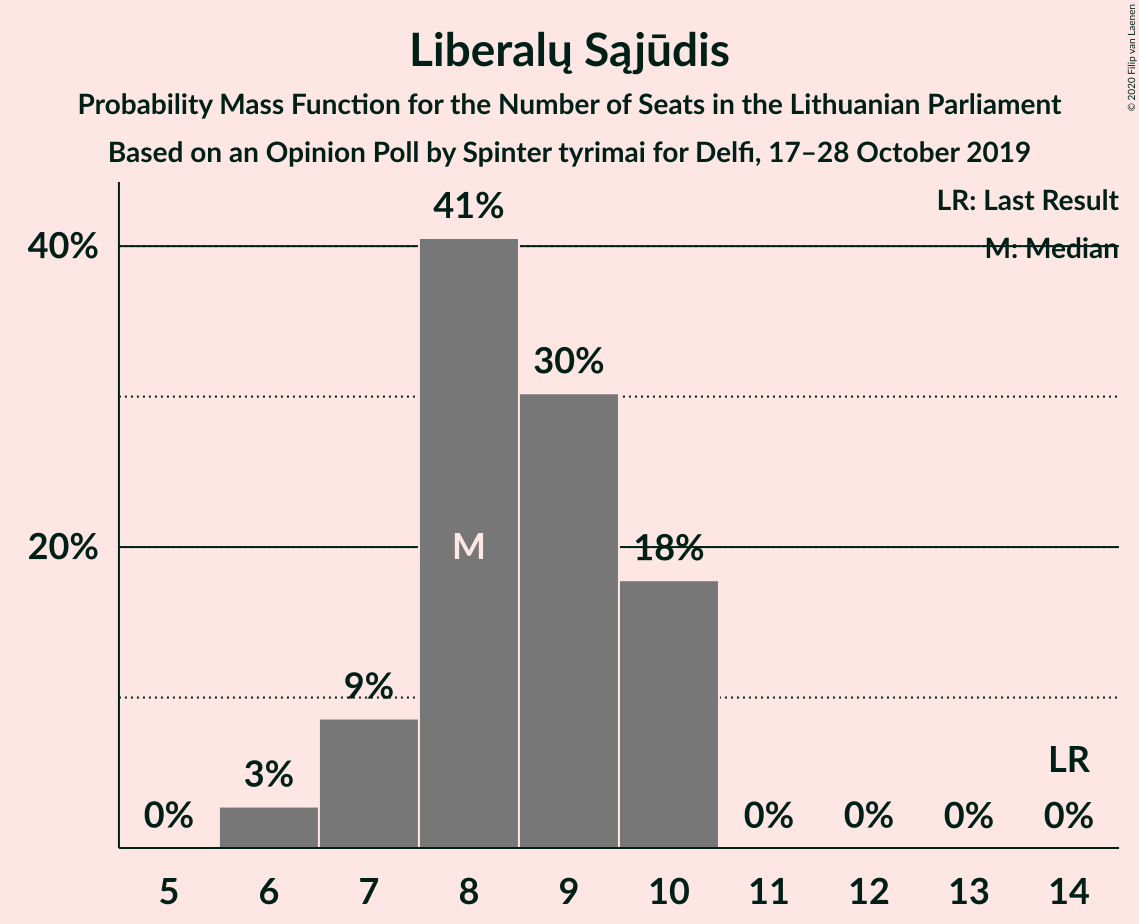 Liberalų Sąjūdis
Probability Mass Function for the Number of Seats in the Lithuanian Parliament
Based on an Opinion Poll by Spinter tyrimai for Delfi, 17–28 October 2019
© 2020 Filip van Laenen
LR: Last Result
M: Median
40%
20%
0%
3%
9%
41%
M
30%
18%
0%
0%
0%
LR
0%
5 6 7 8 9 10 11 12 13 14